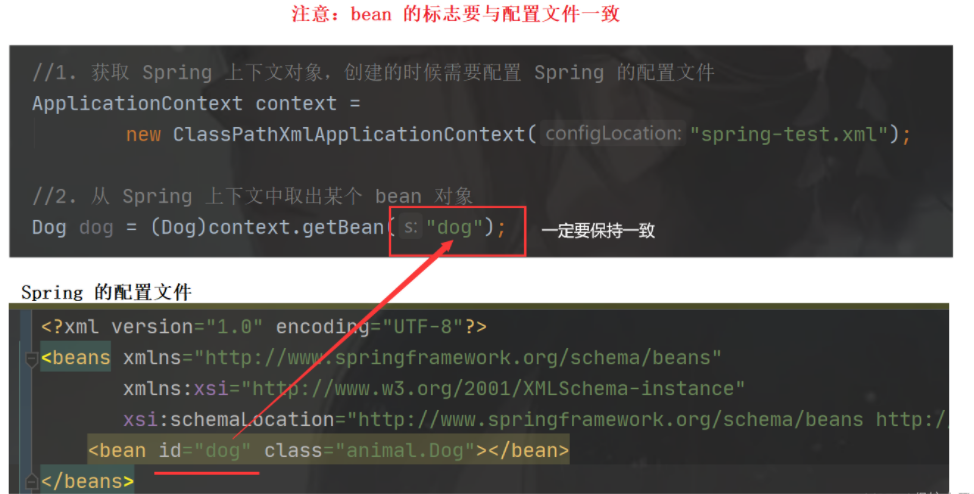 注意：bean 的标志要与配置文件一致
//1. 获取 Spring 上下文对象，创建的时候需要配置 Spring 的配置文件
ApplicationContext context =
new ClassPathXmlApplicationContext( configLocation: "spring-test.xml");
//2. 从 Spring 上下文中取出某个 bean 对象
Dog dog = (Dog)context.getBean( s: "dog"); 一定要保持一致
Spring 的配置文件
<?xml version="1.0" encoding="UTF-8"?>
<beans xmlns="http://www.springframework.org/schema/beans"
xmlns:xsi="http://www.w3.org/2001/XMLSchema-instance"
xsi:schemaLocation="http://www.springframework.org/schema/beans http:/
<bean id="dog" class="animal.Dog"></bean>
</beans>